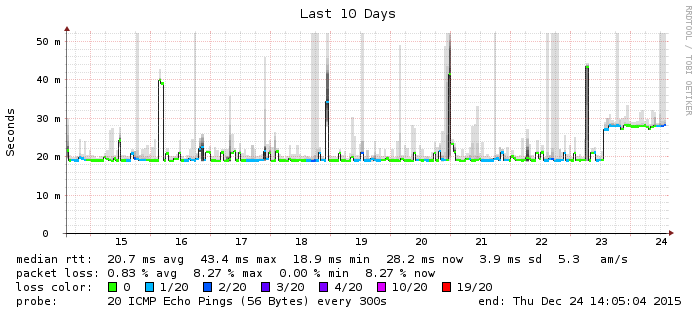 Last 10 Days
RRDTOOL / TOBI OETIKER
Seconds
50 m
40 m
30 m
20 m
10 m
0
15 16 17 18 19 20 21 22 23 24
median rtt: 20.7 ms avg 43.4 ms max 18.9 ms min 28.2 ms now 3.9 ms sd 5.3 am/s
packet loss: 0.83 % avg 8.27 % max 0.00 % min 8.27 % now
loss color: 0 1/20 2/20 3/20 4/20 10/20 19/20
probe: 20 ICMP Echo Pings (56 Bytes) every 300s end: Thu Dec 24 14:05:04 2015